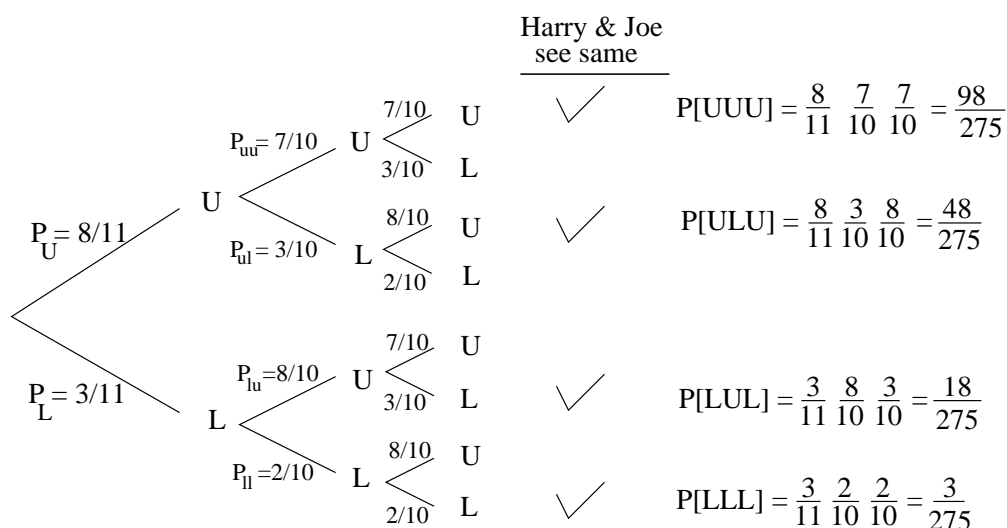 Harry & Joe
see same
7/10 U P[UUU] = 8/11 7/10 7/10 = 98/275
Puu = 7/10 U
3/10 L
U
PU = 8/11
8/10 U P[ULU] = 8/11 3/10 8/10 = 48/275
Pul = 3/10 L
2/10 L
7/10 U
Plu =8/10 U
PL = 3/11
3/10 L P[LUL] = 3/11 8/10 3/10 = 18/275
L
8/10 U
Pll =2/10 L
2/10 L P[LLL] = 3/11 2/10 2/10 = 3/275